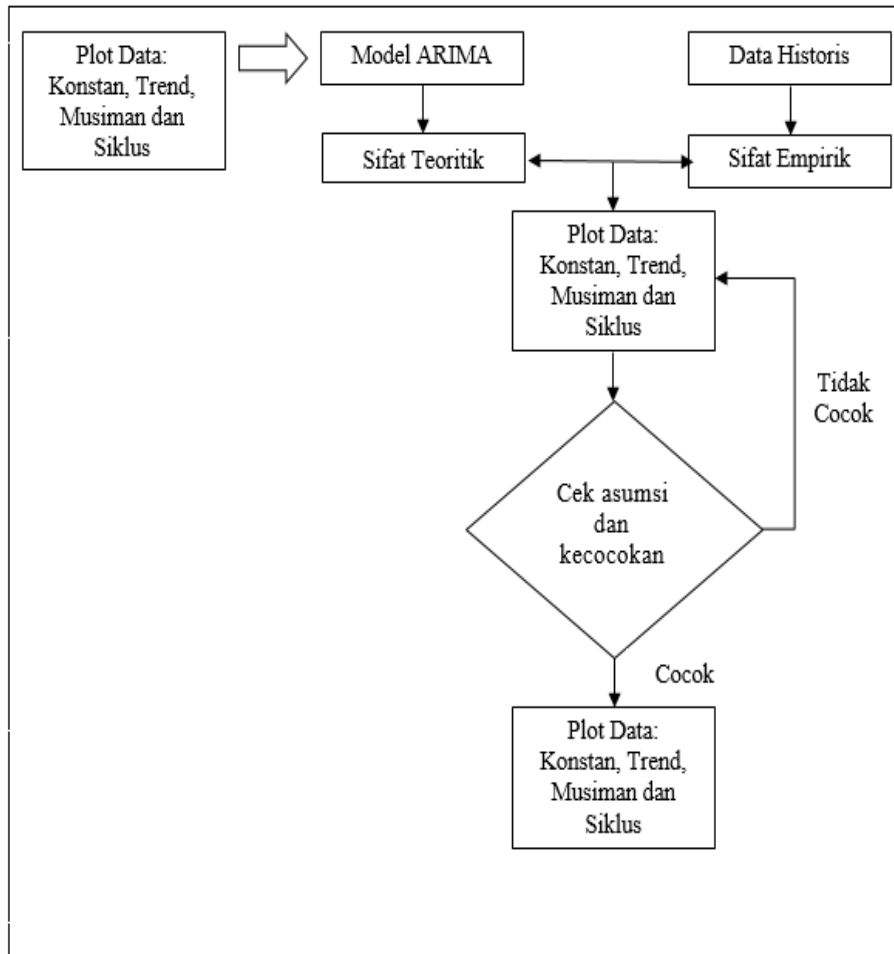 Plot Data:
Konstan, Trend,
Musiman dan
Siklus
Model ARIMA
Data Historis
Sifat Teoritik
Sifat Empirik
Plot Data:
Konstan, Trend,
Musiman dan
Siklus
Tidak
Cocok
Cek asumsi
dan
kecocokan
Cocok
Plot Data:
Konstan, Trend,
Musiman dan
Siklus